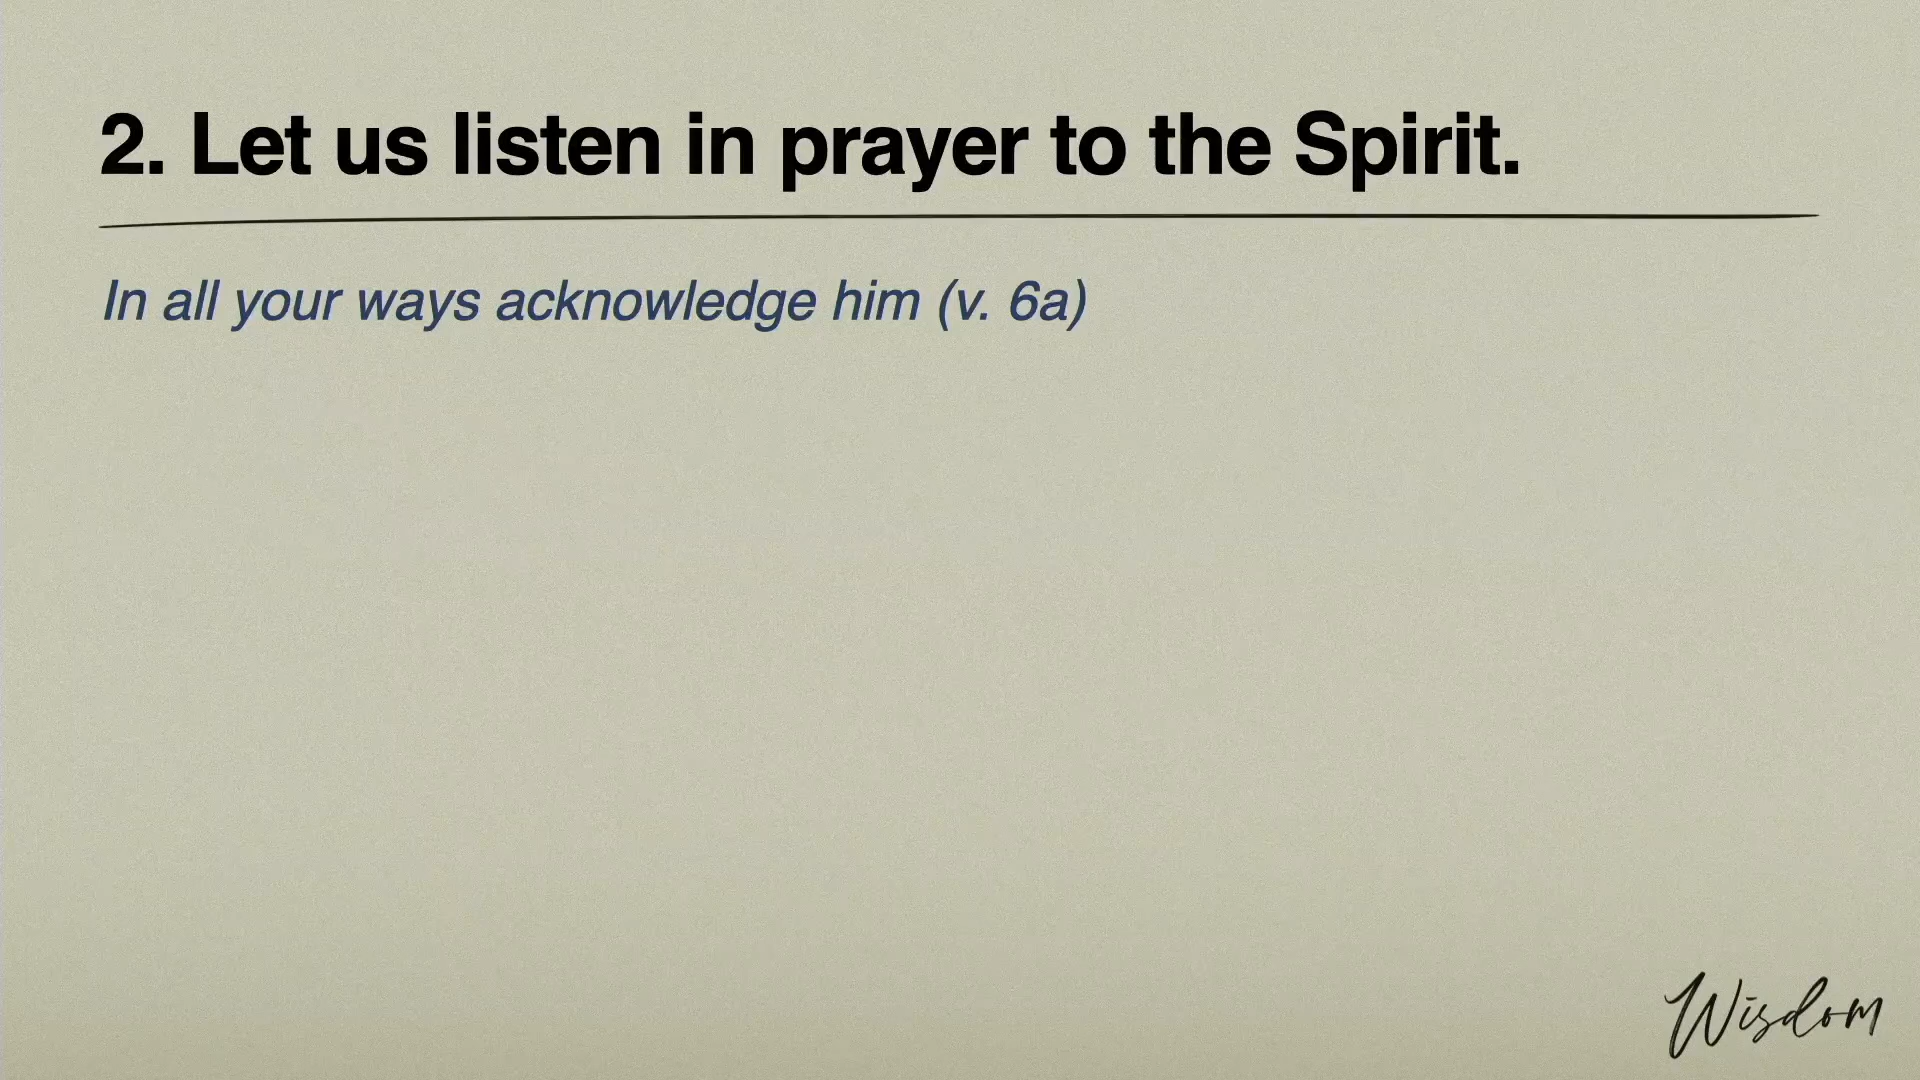 2. Let us listen in prayer to the Spirit.
In all your ways acknowledge him (v. 6a)
Wisdom